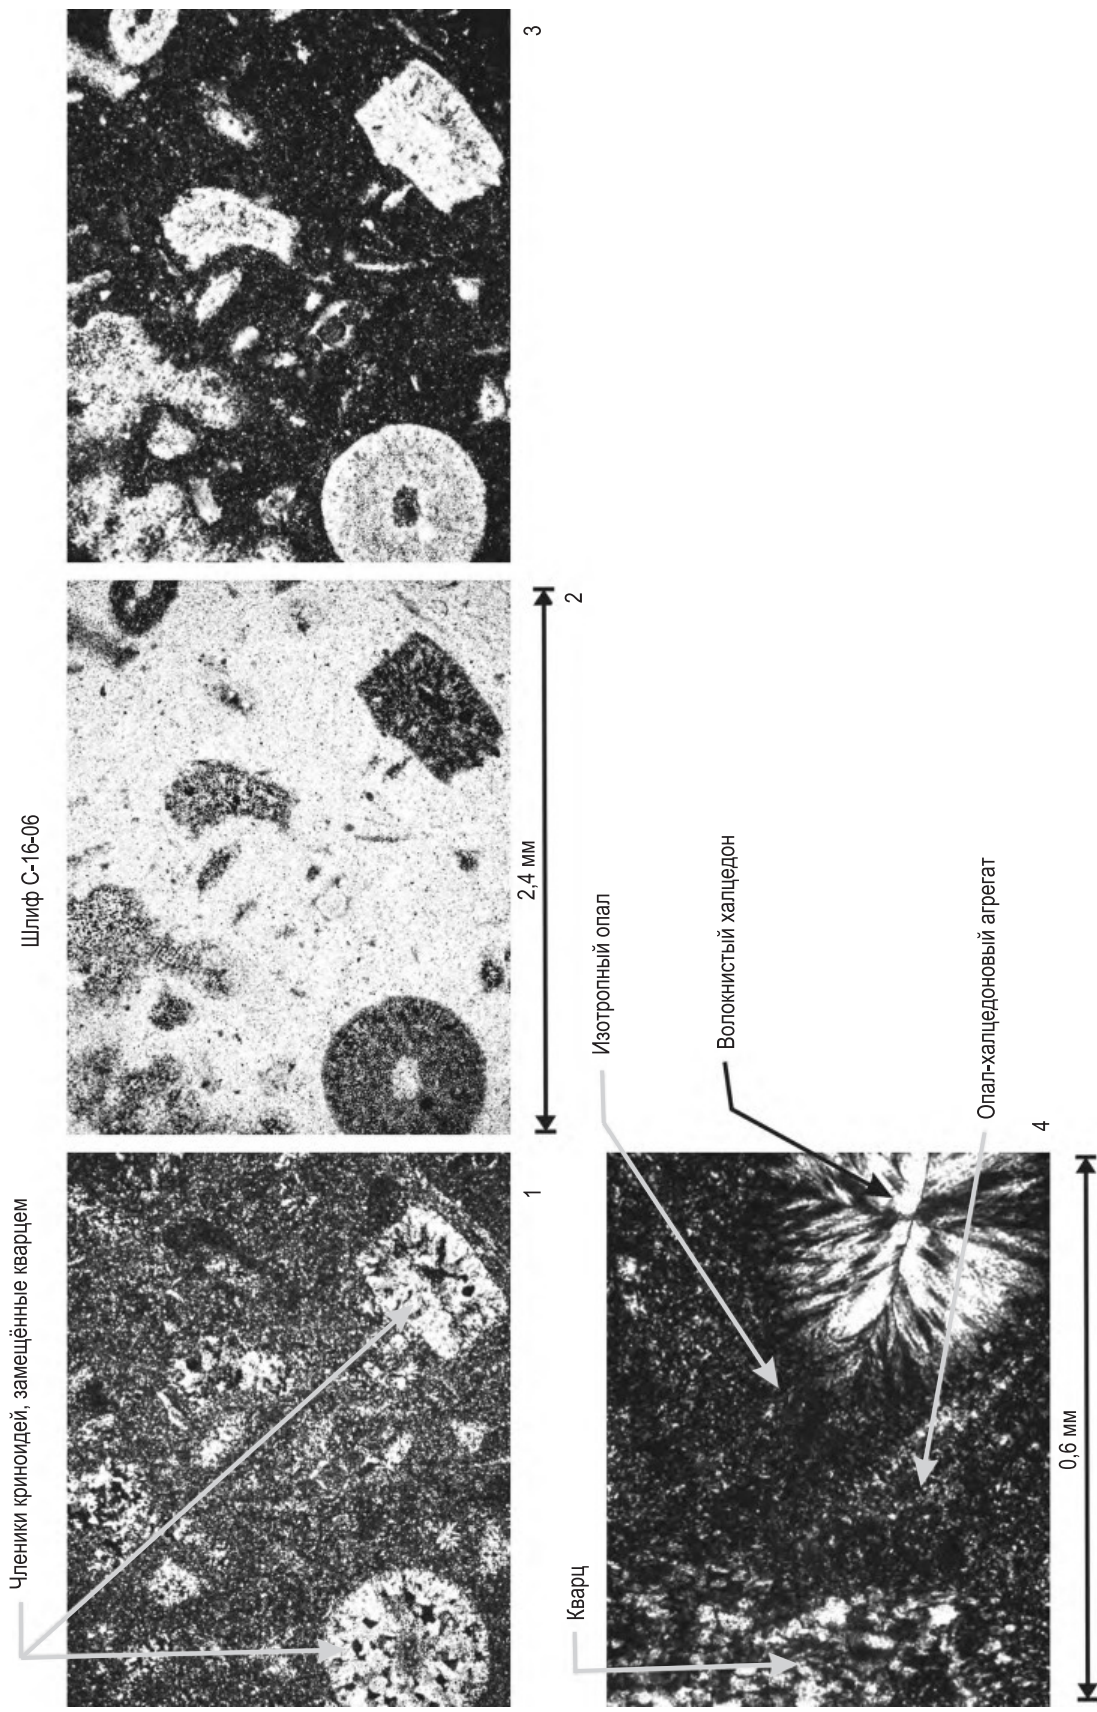 Шлиф С-16-06
Членики криноидей, замещённые кварцем
1
2,4 мм
2
3
Кварц
Изотропный опал
Волокнистый халцедон
Опал-халцедоновый агрегат
0,6 мм
4